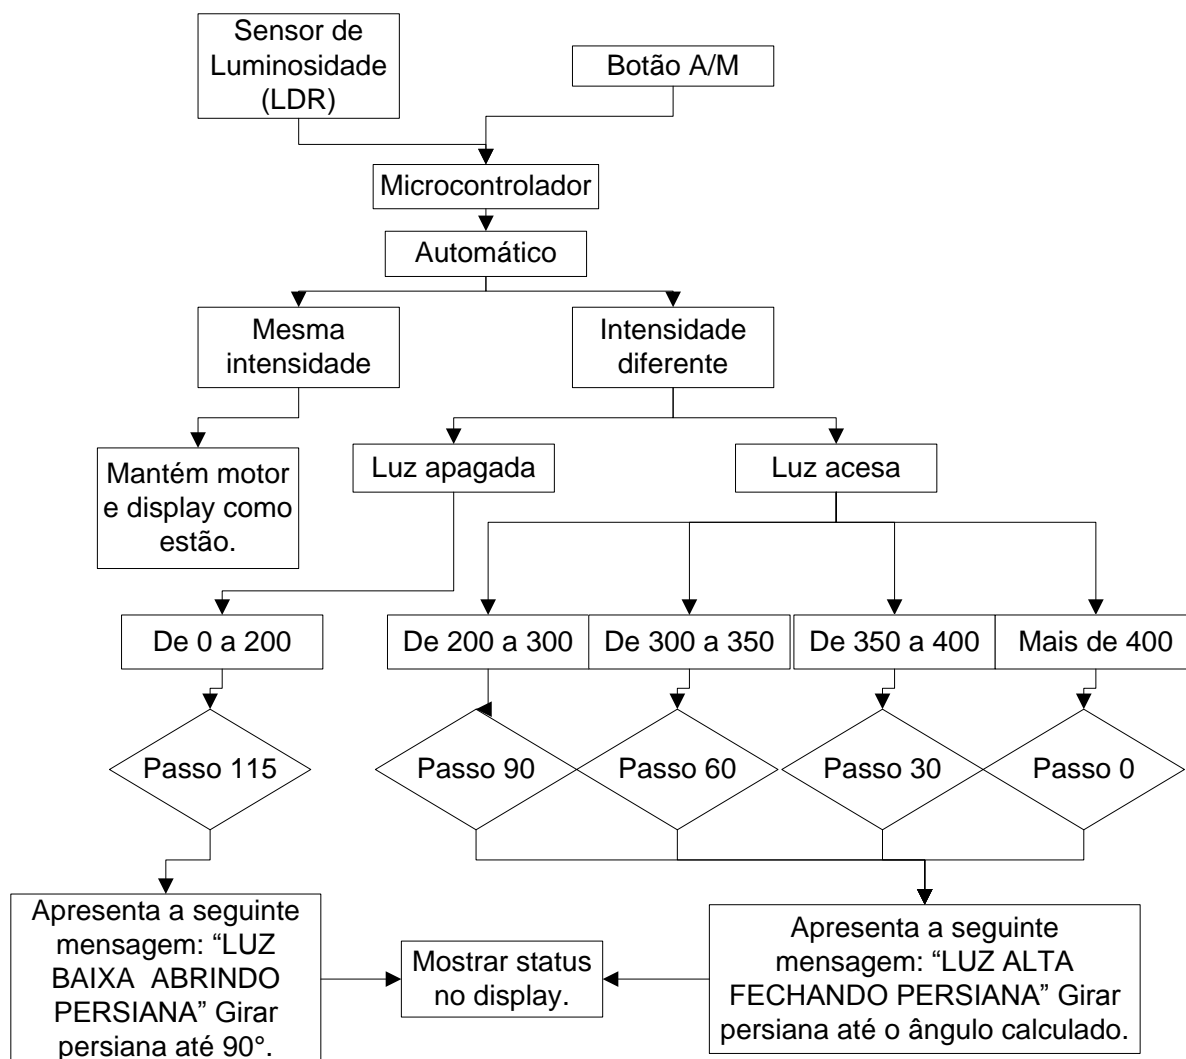 Sensor de
Luminosidade
(LDR)
Botão A/M
Microcontrolador
Automático
Mesma
intensidade
Intensidade
diferente
Mantém motor
e display como
estão.
Luz apagada
Luz acesa
De 0 a 200
De 200 a 300
De 300 a 350
De 350 a 400
Mais de 400
Passo 115
Passo 90
Passo 60
Passo 30
Passo 0
Apresenta a seguinte
mensagem: “LUZ
BAIXA ABRINDO
PERSIANA” Girar
persiana até 90°.
Mostrar status
no display.
Apresenta a seguinte
mensagem: “LUZ ALTA
FECHANDO PERSIANA” Girar
persiana até o ângulo calculado.